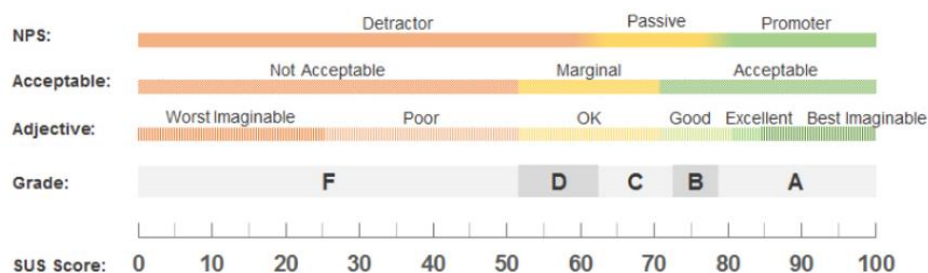 NPS: Detractor Passive Promoter
Acceptable: Not Acceptable Marginal Acceptable
Adjective: Worst Imaginable Poor OK Good Excellent Best Imaginable
Grade: F D C B A
SUS Score: 0 10 20 30 40 50 60 70 80 90 100